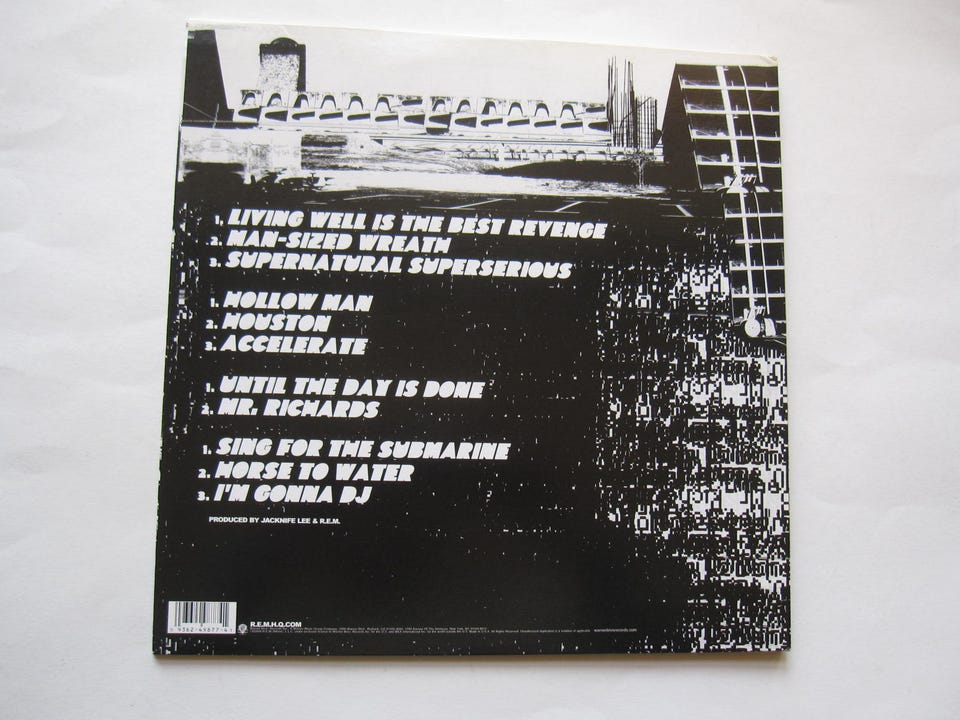 1. LIVING WELL IS THE BEST REVENGE
2. MAN-SIZED WREATH
3. SUPERNATURAL SUPERSERIOUS
1. HOLLOW MAN
2. HOUSTON
3. ACCELERATE
1. UNTIL THE DAY IS DONE
2. MR. RICHARDS
1. SING FOR THE SUBMARINE
2. HORSE TO WATER
3. I'M GONNA DJ
PRODUCED BY JACKNIFE LEE & R.E.M.
R.E.M.H.Q.COM